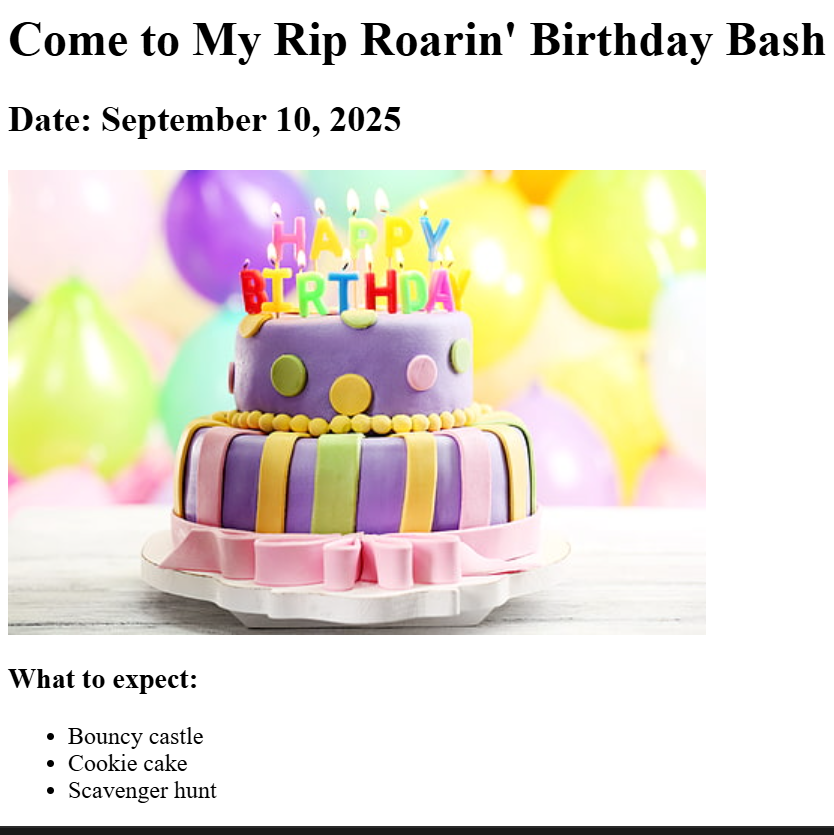 Come to My Rip Roarin' Birthday Bash
Date: September 10, 2025
HAPPY
BIRTHDAY
What to expect:
Bouncy castle
Cookie cake
Scavenger hunt